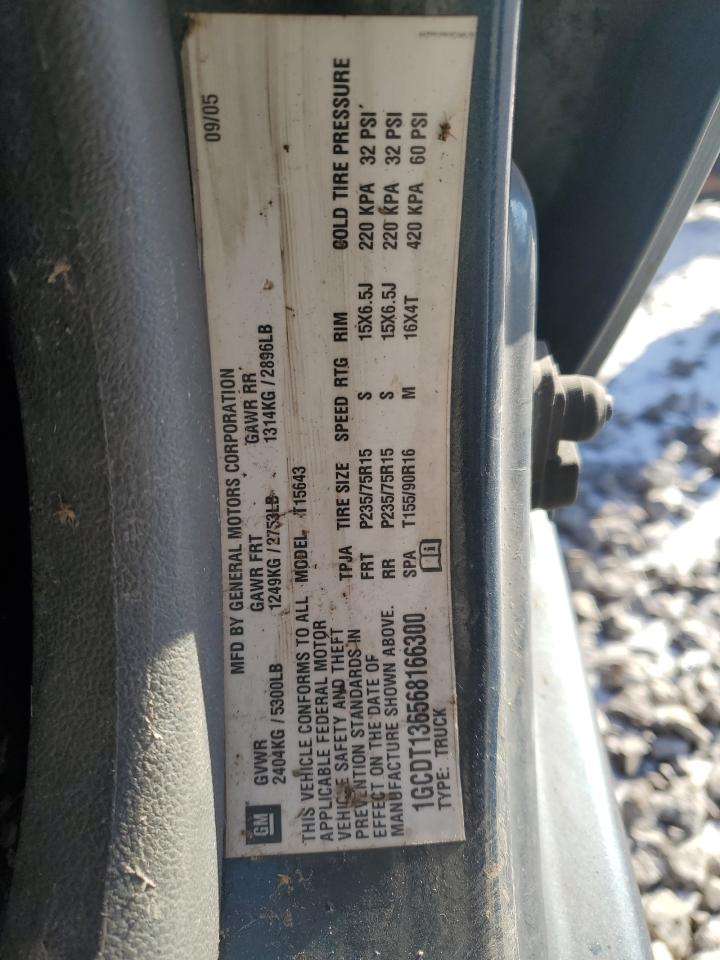 MFD BY GENERAL MOTORS CORPORATION 09/05
GVWR GAWR FRT GAWR RR
2404KG/5300LB 1249KG/2753LB 1314KG/2896LB
THIS VEHICLE CONFORMS TO ALL MODEL T15643
APPLICABLE FEDERAL MOTOR
VEHICLE SAFETY AND THEFT
PREVENTION STANDARDS IN
EFFECT ON THE DATE OF
MANUFACTURE SHOWN ABOVE.
TPJA TIRE SIZE SPEED RTG RIM COLD TIRE PRESSURE
FRT P235/75R15 S 15X6.5J 220 KPA 32 PSI
RR P235/75R15 S 15X6.5J 220 KPA 32 PSI
SPA T155/90R16 M 16X4T 420 KPA 60 PSI
1GCDT136568166300
TYPE: TRUCK
GM